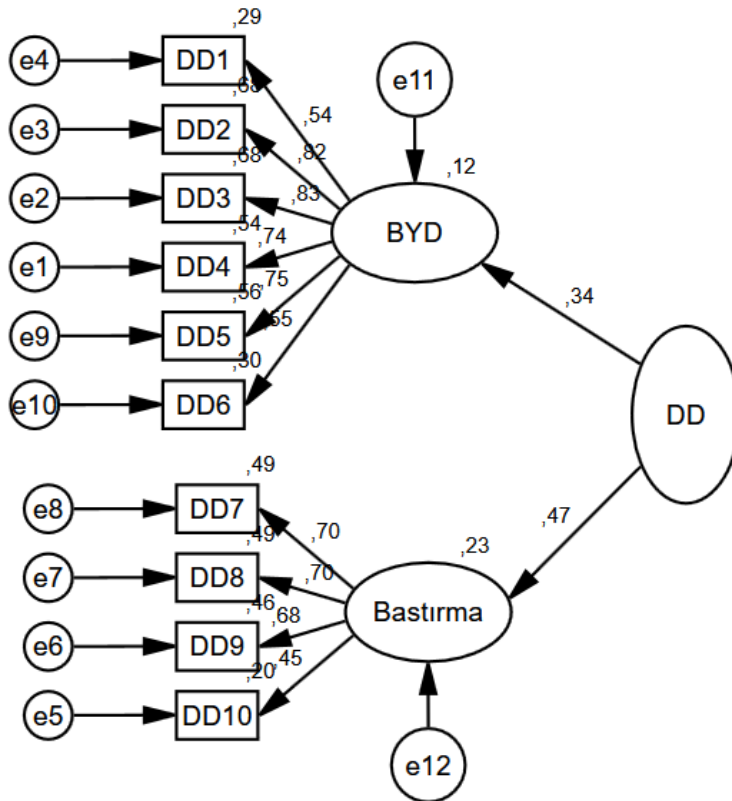 ,29
e4
DD1
e11
,68
,54
e3
DD2
,82
,12
,68
e2
DD3
,83
BYD
,54
,74
e1
DD4
,75
,56
,34
e9
DD5
,55
,30
e10
DD6
DD
,49
e8
DD7
,47
,49
,70
,23
e7
DD8
,70
,46
,68
Bastırma
e6
DD9
,20
,45
e5
DD10
e12